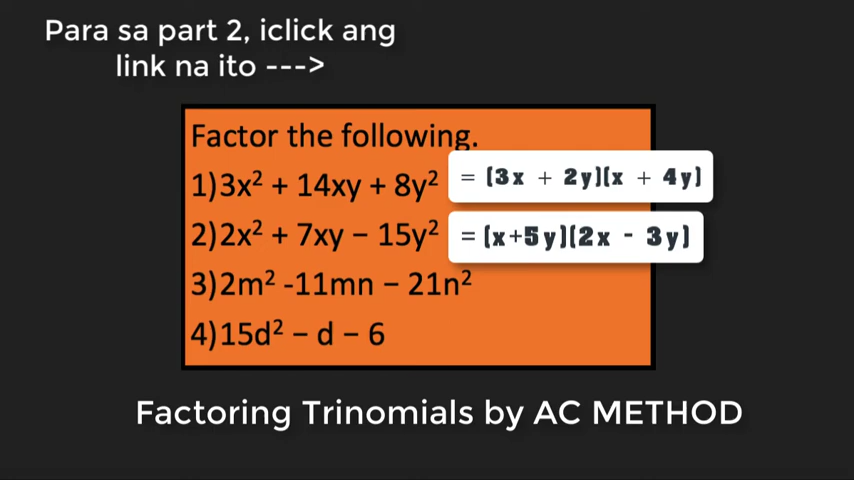 Para sa part 2, iclick ang
link na ito --->
Factor the following.
1)3x² + 14xy + 8y² = (3x + 2y)(x + 4y)
2)2x² + 7xy − 15y² = (x+5y)(2x - 3y)
3)2m² -11mn − 21n²
4)15d² − d − 6
Factoring Trinomials by AC METHOD